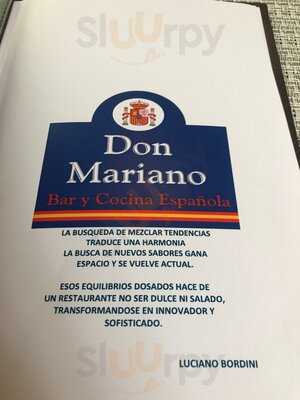 Sluurpy
Don
Mariano
Bar y Cocina Española
LA BUSQUEDA DE MEZCLAR TENDENCIAS
TRADUCE UNA HARMONIA
LA BUSCA DE NUEVOS SABORES GANA
ESPACIO Y SE VUELVE ACTUAL.
ESOS EQUILIBRIOS DOSADOS HACE DE
UN RESTAURANTE NO SER DULCE NI SALADO,
TRANSFORMANDOSE EN INNOVADOR Y
SOFISTICADO.
LUCIANO BORDINI
Sluurpy